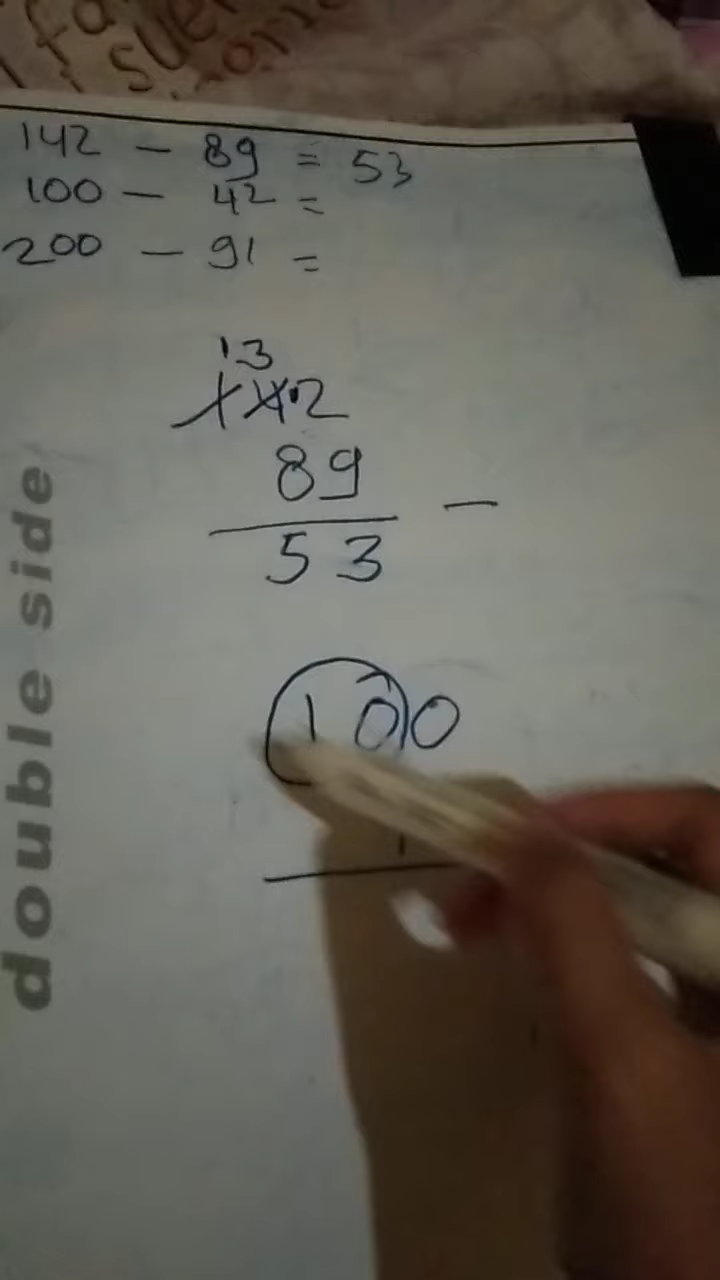 142 - 89 = 53
100 - 42 =
200 - 91 =
13
142
89
-
53
100
double side